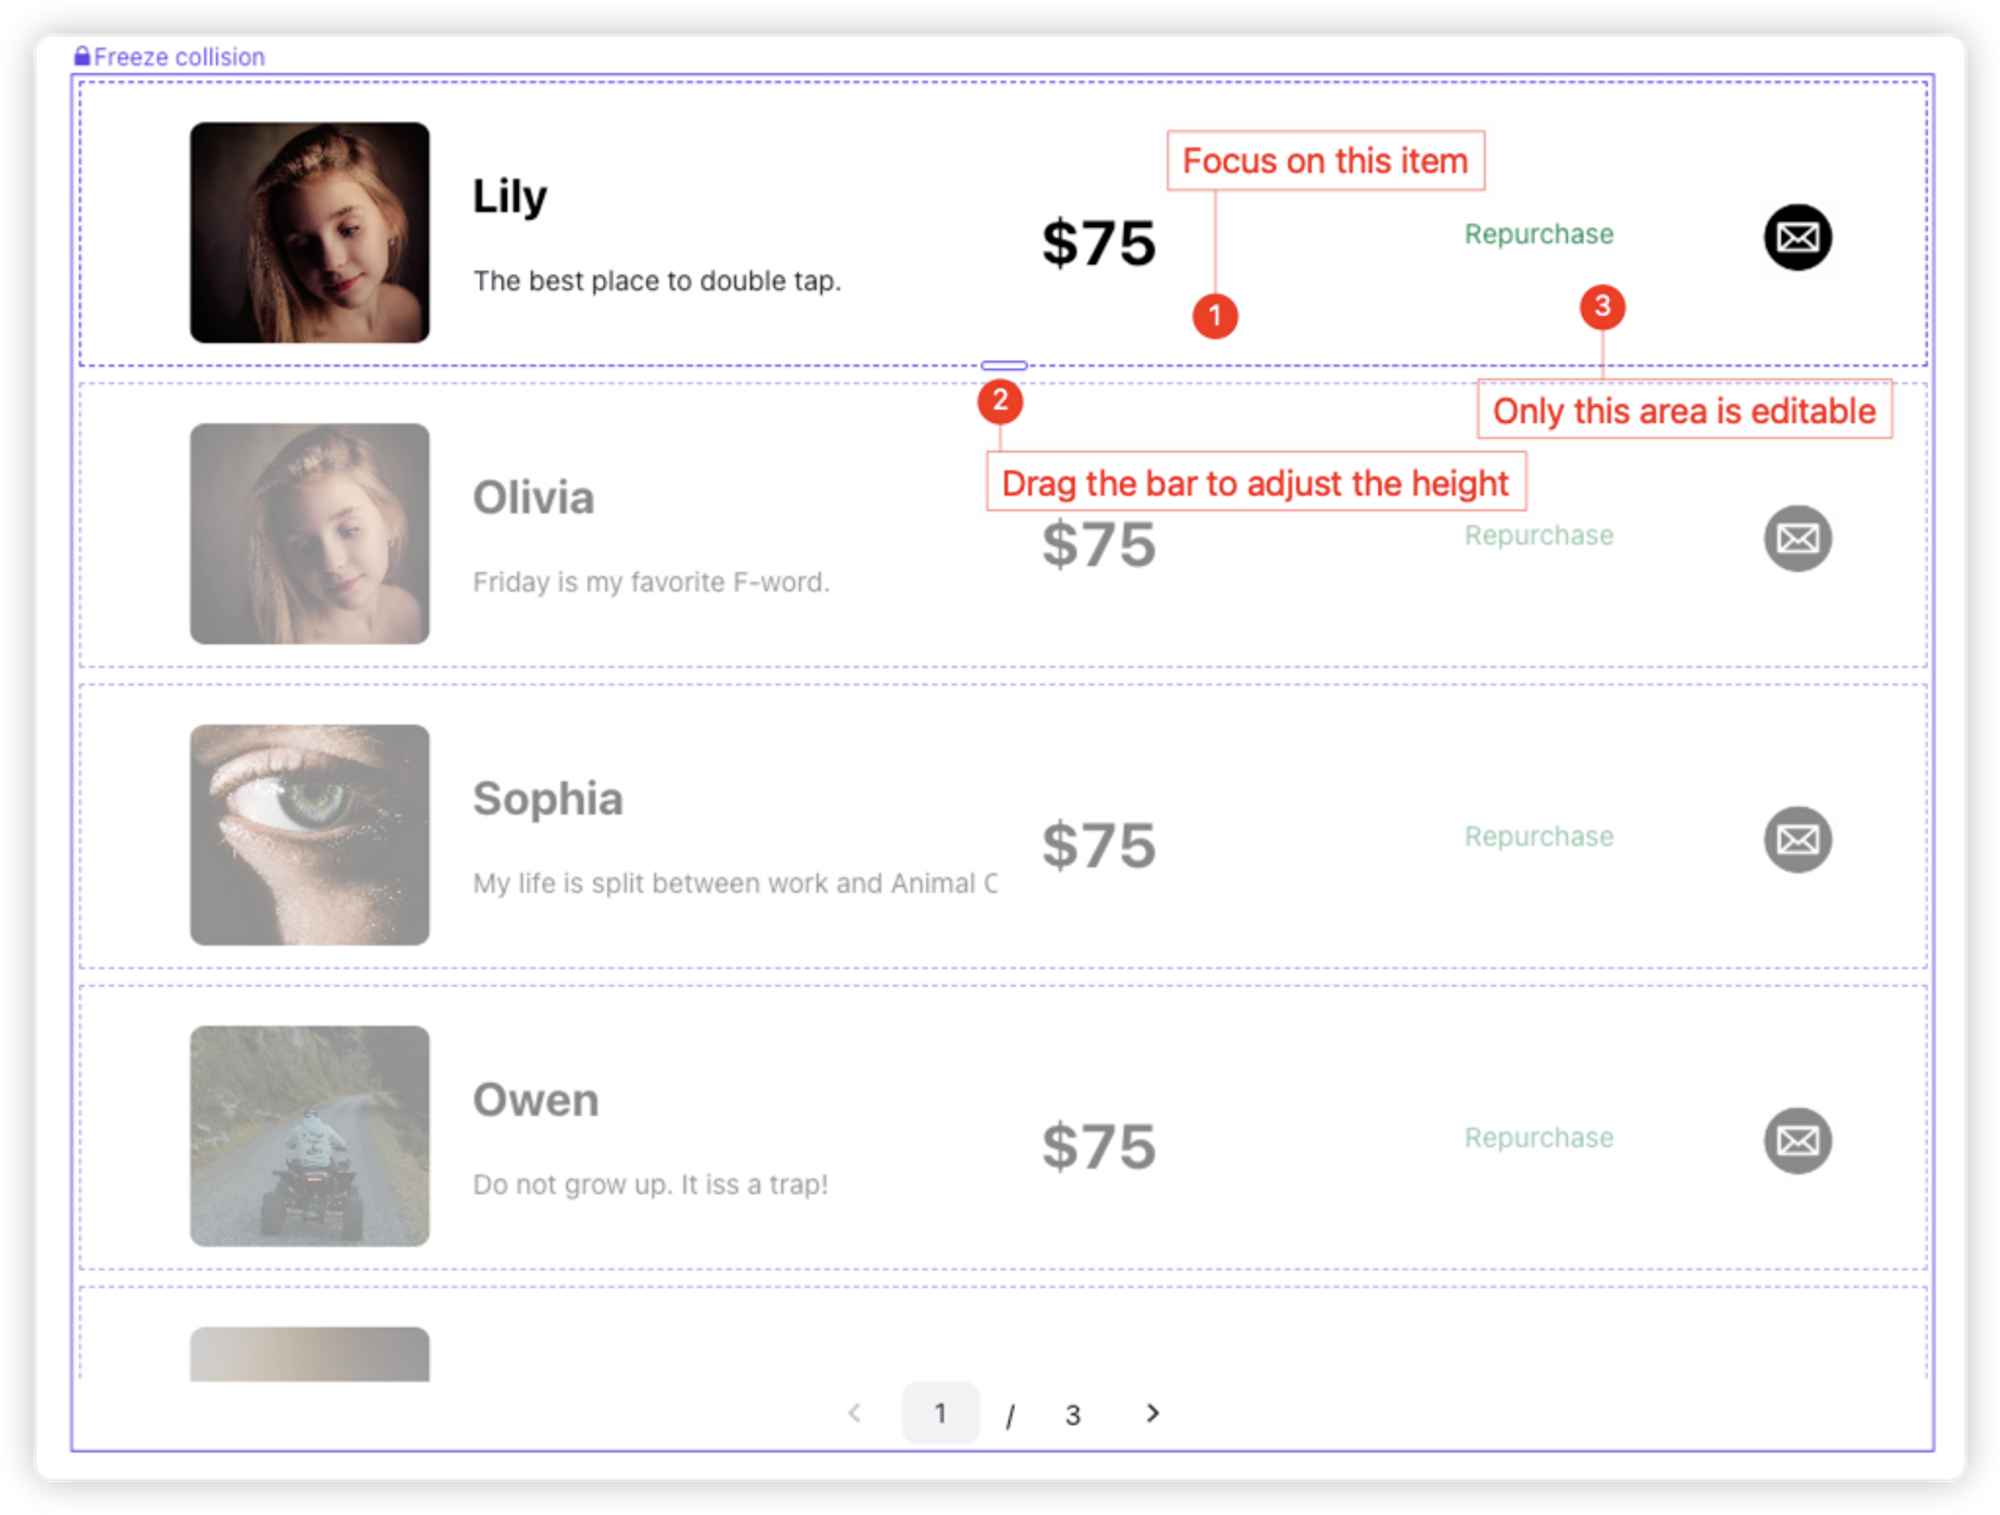 Freeze collision
Focus on this item
Lily
$75
Repurchase
The best place to double tap.
1
3
2
Only this area is editable
Drag the bar to adjust the height
Olivia
$75
Repurchase
Friday is my favorite F-word.
Sophia
$75
Repurchase
My life is split between work and Animal C
Owen
$75
Repurchase
Do not grow up. It iss a trap!
1 / 3